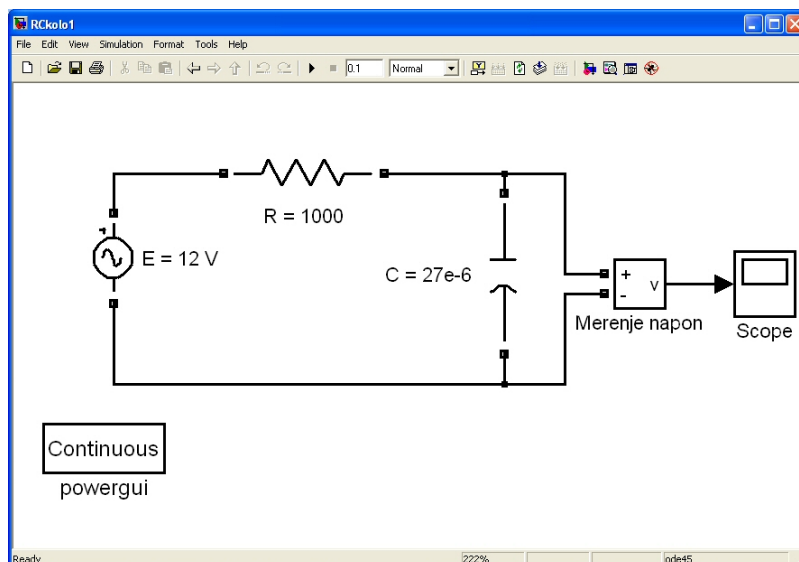 RCkolo1
File Edit View Simulation Format Tools Help
0.1 Normal
R = 1000
E = 12 V
C = 27e-6
+
-
v
Merenje napon
Scope
Continuous
powergui
Ready 222% ode45